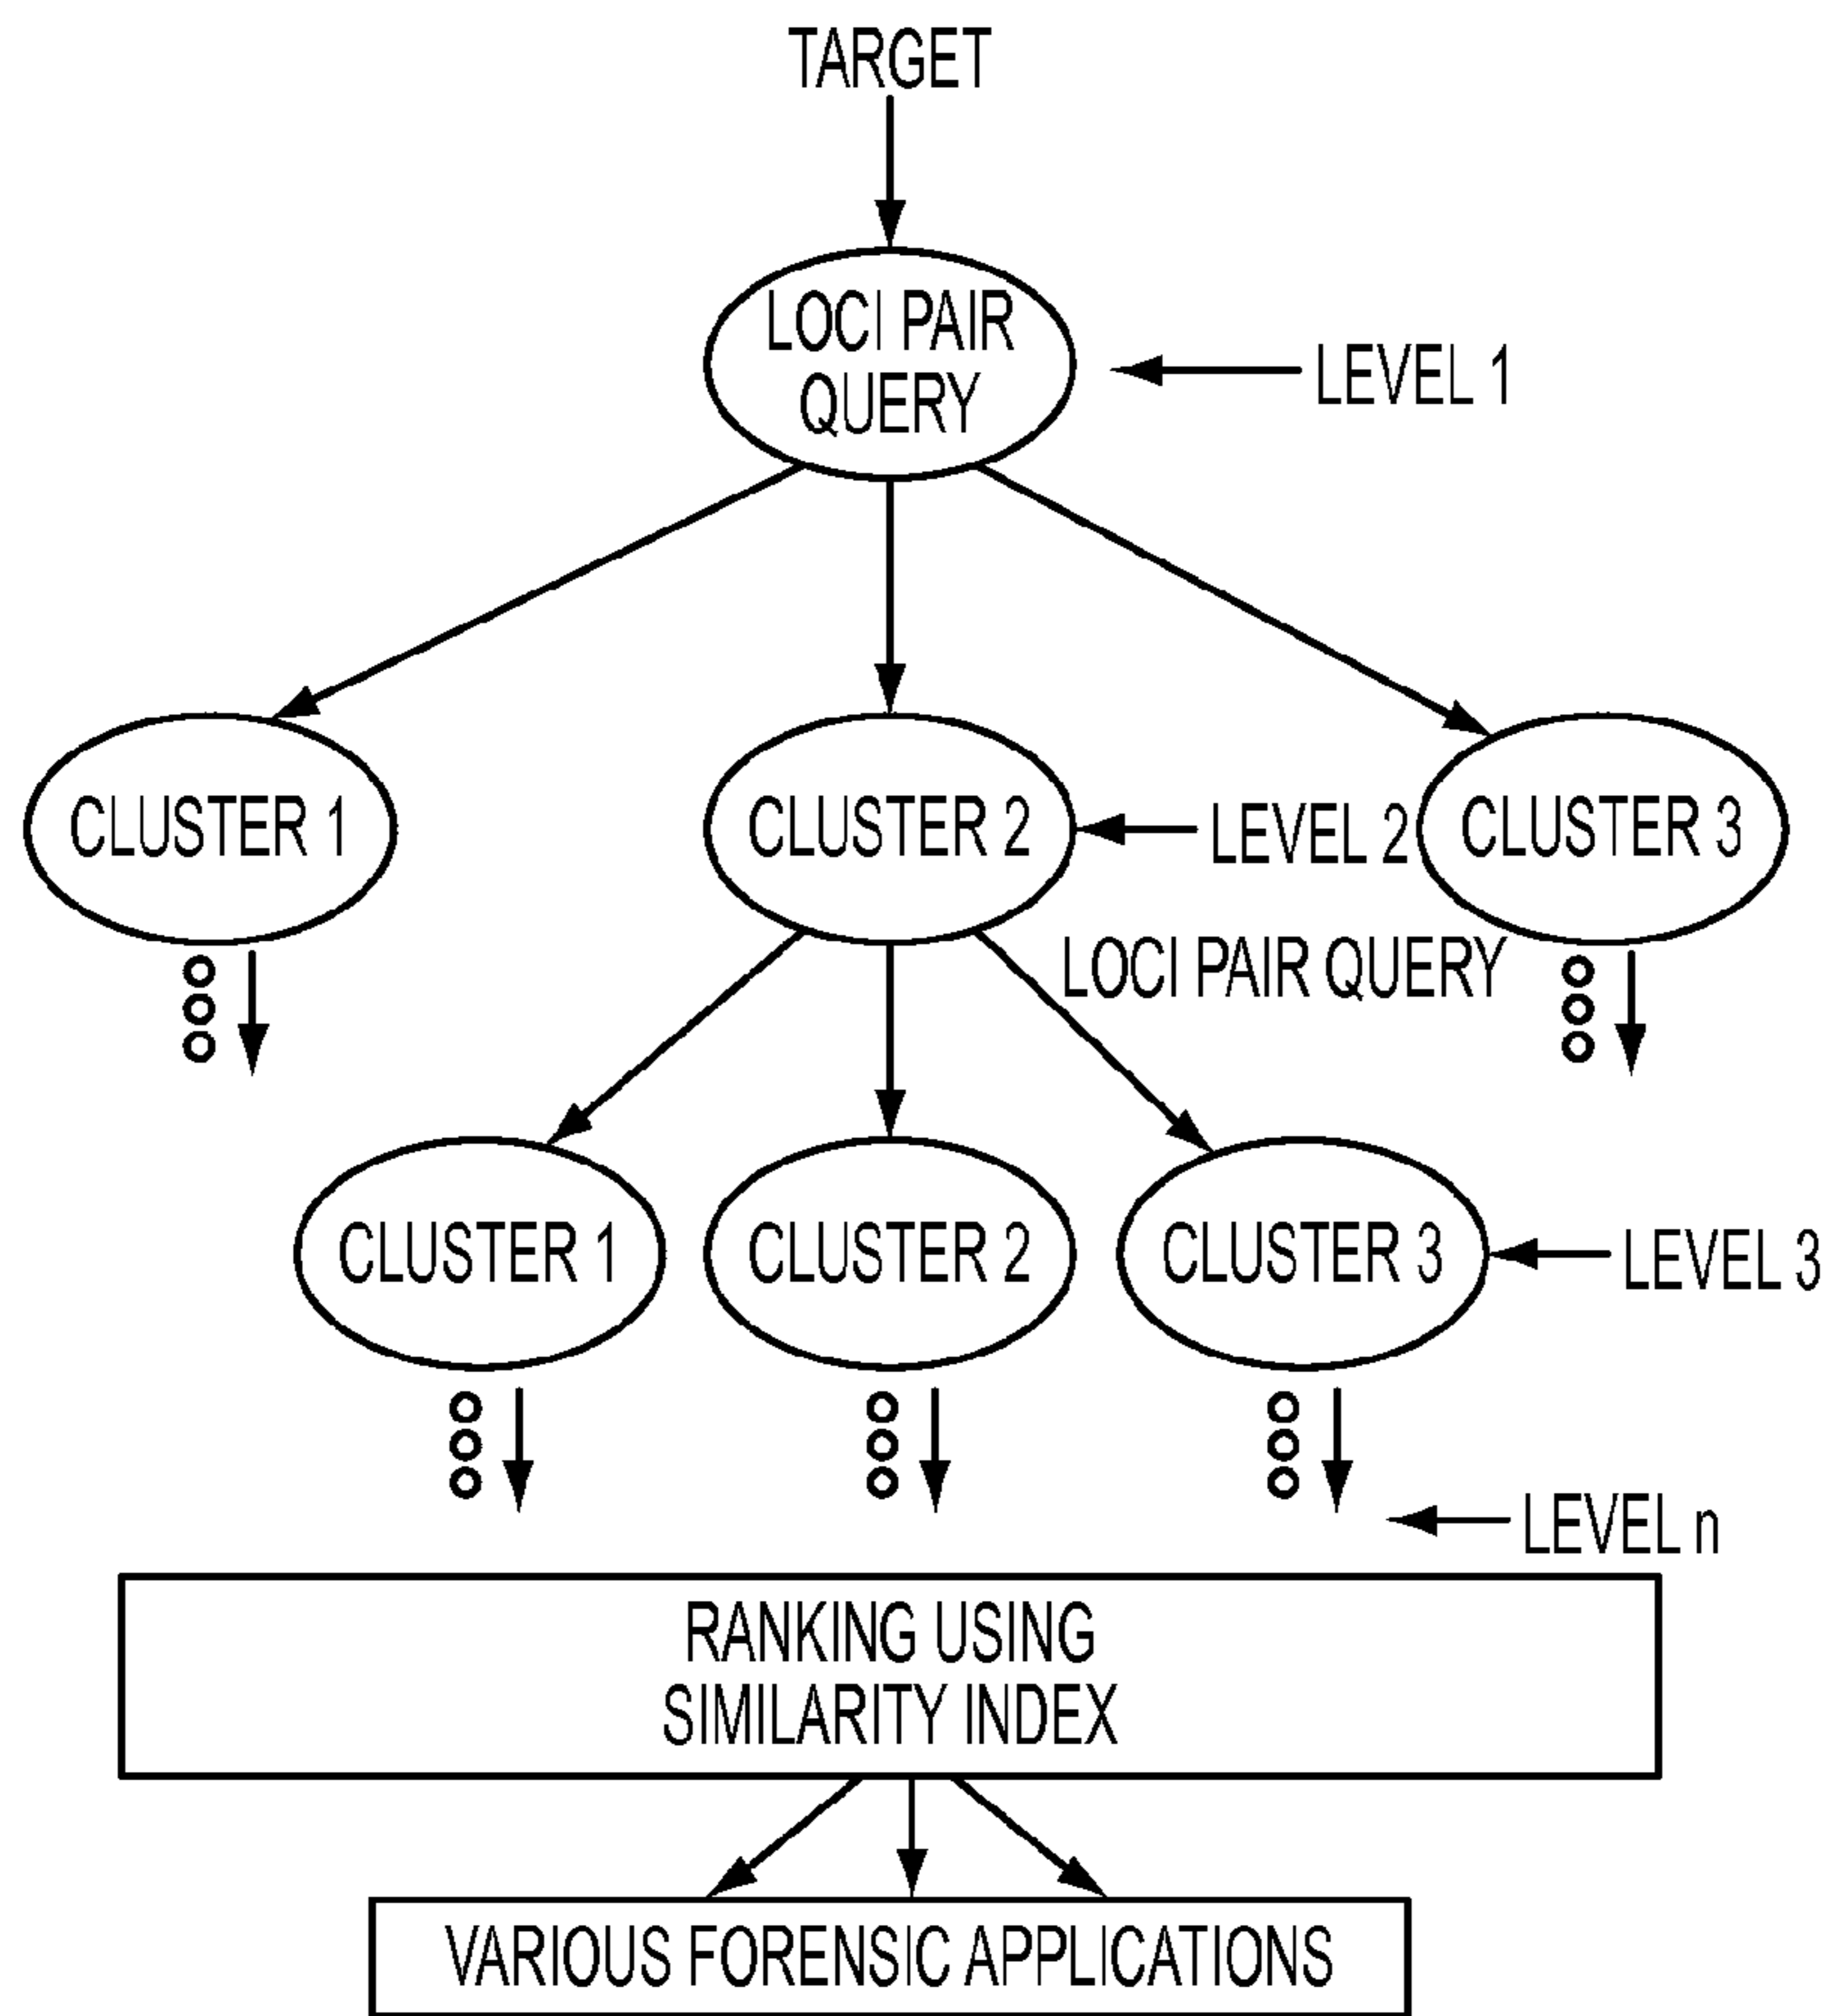 TARGET
LOCI PAIR
QUERY
LEVEL 1
CLUSTER 1
CLUSTER 2
LEVEL 2
CLUSTER 3
LOCI PAIR QUERY
CLUSTER 1
CLUSTER 2
CLUSTER 3
LEVEL 3
LEVEL n
RANKING USING
SIMILARITY INDEX
VARIOUS FORENSIC APPLICATIONS